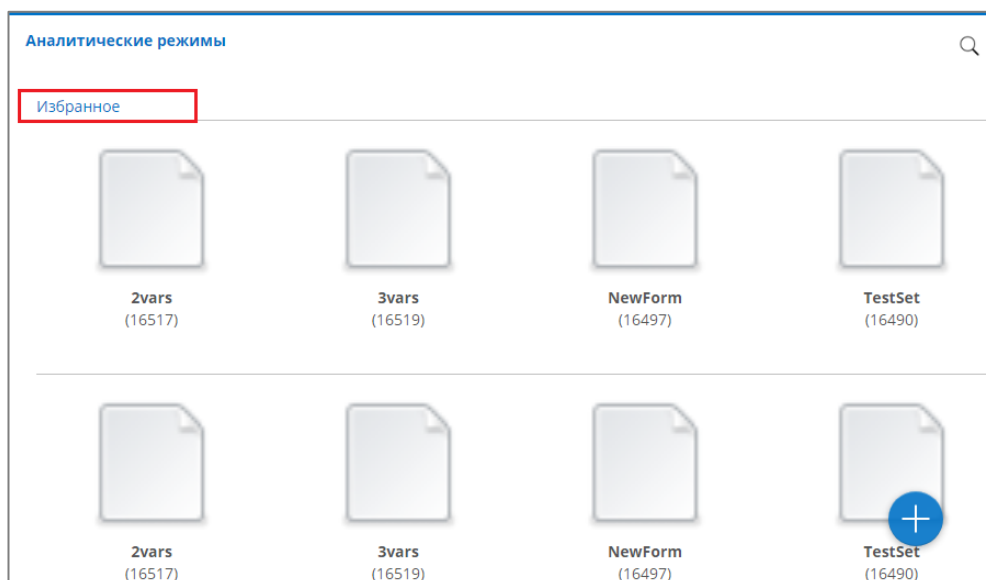 Аналитические режимы
Избранное
2vars 3vars NewForm TestSet
(16517) (16519) (16497) (16490)
2vars 3vars NewForm TestSet
(16517) (16519) (16497) (16490)